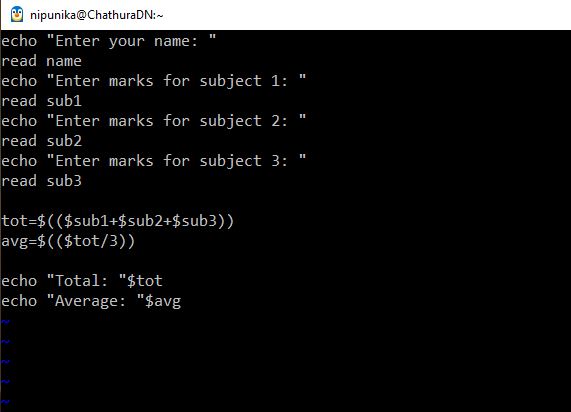 nipunika@ChathuraDN:~
echo "Enter your name: "
read name
echo "Enter marks for subject 1: "
read sub1
echo "Enter marks for subject 2: "
read sub2
echo "Enter marks for subject 3: "
read sub3

tot=$(($sub1+$sub2+$sub3))
avg=$(($tot/3))

echo "Total: "$tot
echo "Average: "$avg
~
~
~
~
~